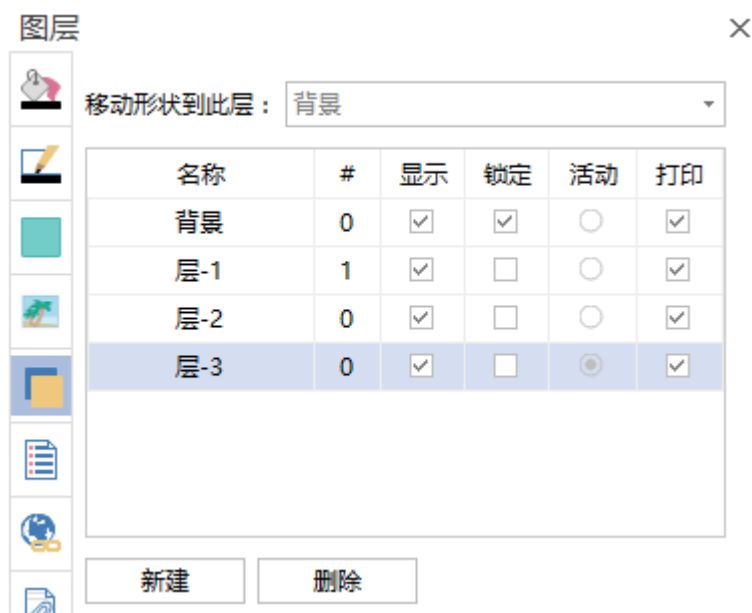 图层
移动形状到此层： 背景
名称 # 显示 锁定 活动 打印
背景 0
层-1 1
层-2 0
层-3 0
新建 删除